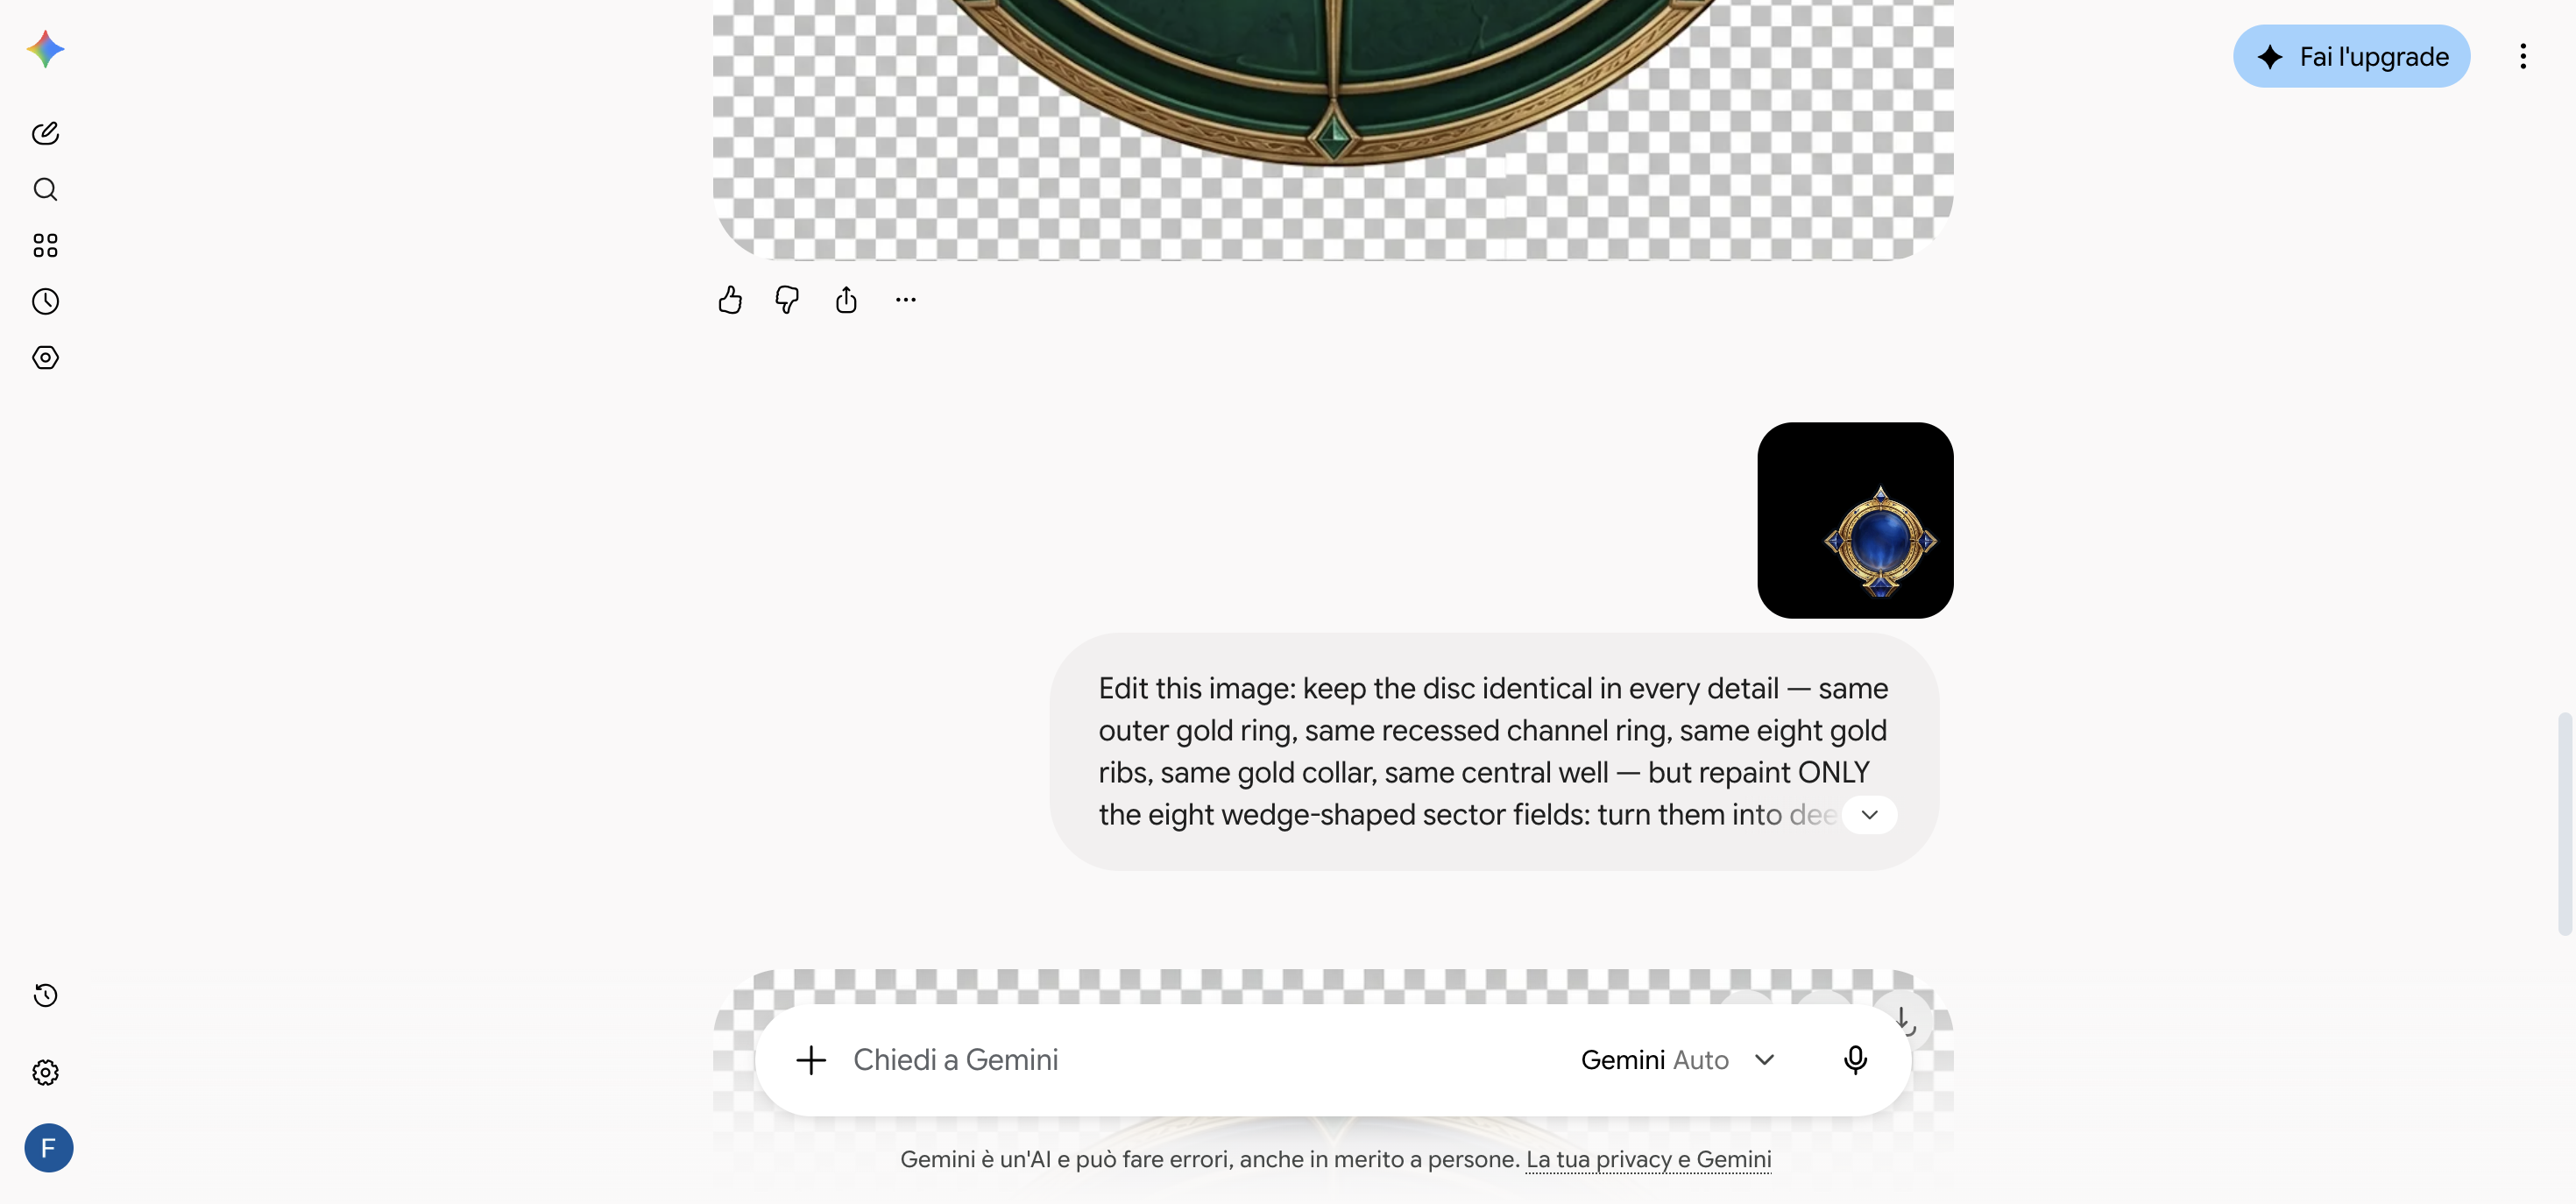 Fai l'upgrade
Edit this image: keep the disc identical in every detail — same
outer gold ring, same recessed channel ring, same eight gold
ribs, same gold collar, same central well — but repaint ONLY
the eight wedge-shaped sector fields: turn them into dee
Chiedi a Gemini
Gemini Auto
F
Gemini è un'AI e può fare errori, anche in merito a persone. La tua privacy e Gemini